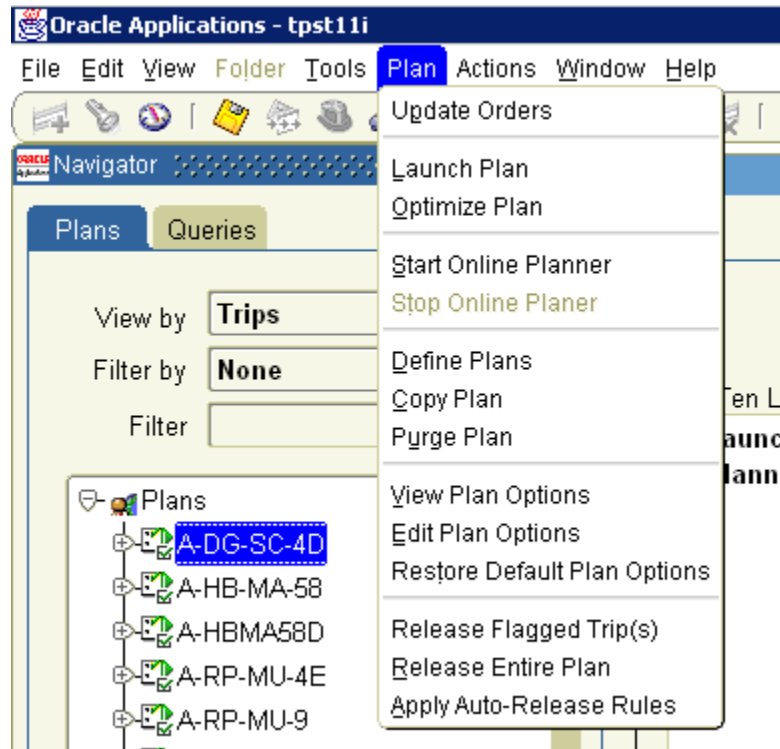 Oracle Applications - tpst11i
File Edit View Folder Tools Plan Actions Window Help
Update Orders
Launch Plan
Optimize Plan
Start Online Planner
Stop Online Planer
Define Plans
Copy Plan
Purge Plan
View Plan Options
Edit Plan Options
Restore Default Plan Options
Release Flagged Trip(s)
Release Entire Plan
Apply Auto-Release Rules
ORACLE Navigator
Plans Queries
View by Trips
Filter by None
Filter
Plans
A-DG-SC-4D
A-HB-MA-58
A-HBMA58D
A-RP-MU-4E
A-RP-MU-9
Ten L